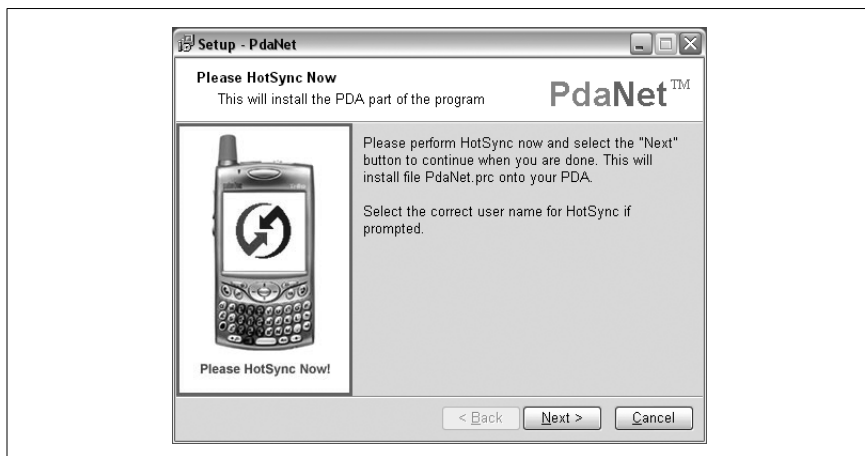 Setup - PdaNet
Please HotSync Now
This will install the PDA part of the program
PdaNet™
Please perform HotSync now and select the "Next"
button to continue when you are done. This will
install file PdaNet.prc onto your PDA.
Select the correct user name for HotSync if
prompted.
Please HotSync Now!
< Back
Next >
Cancel